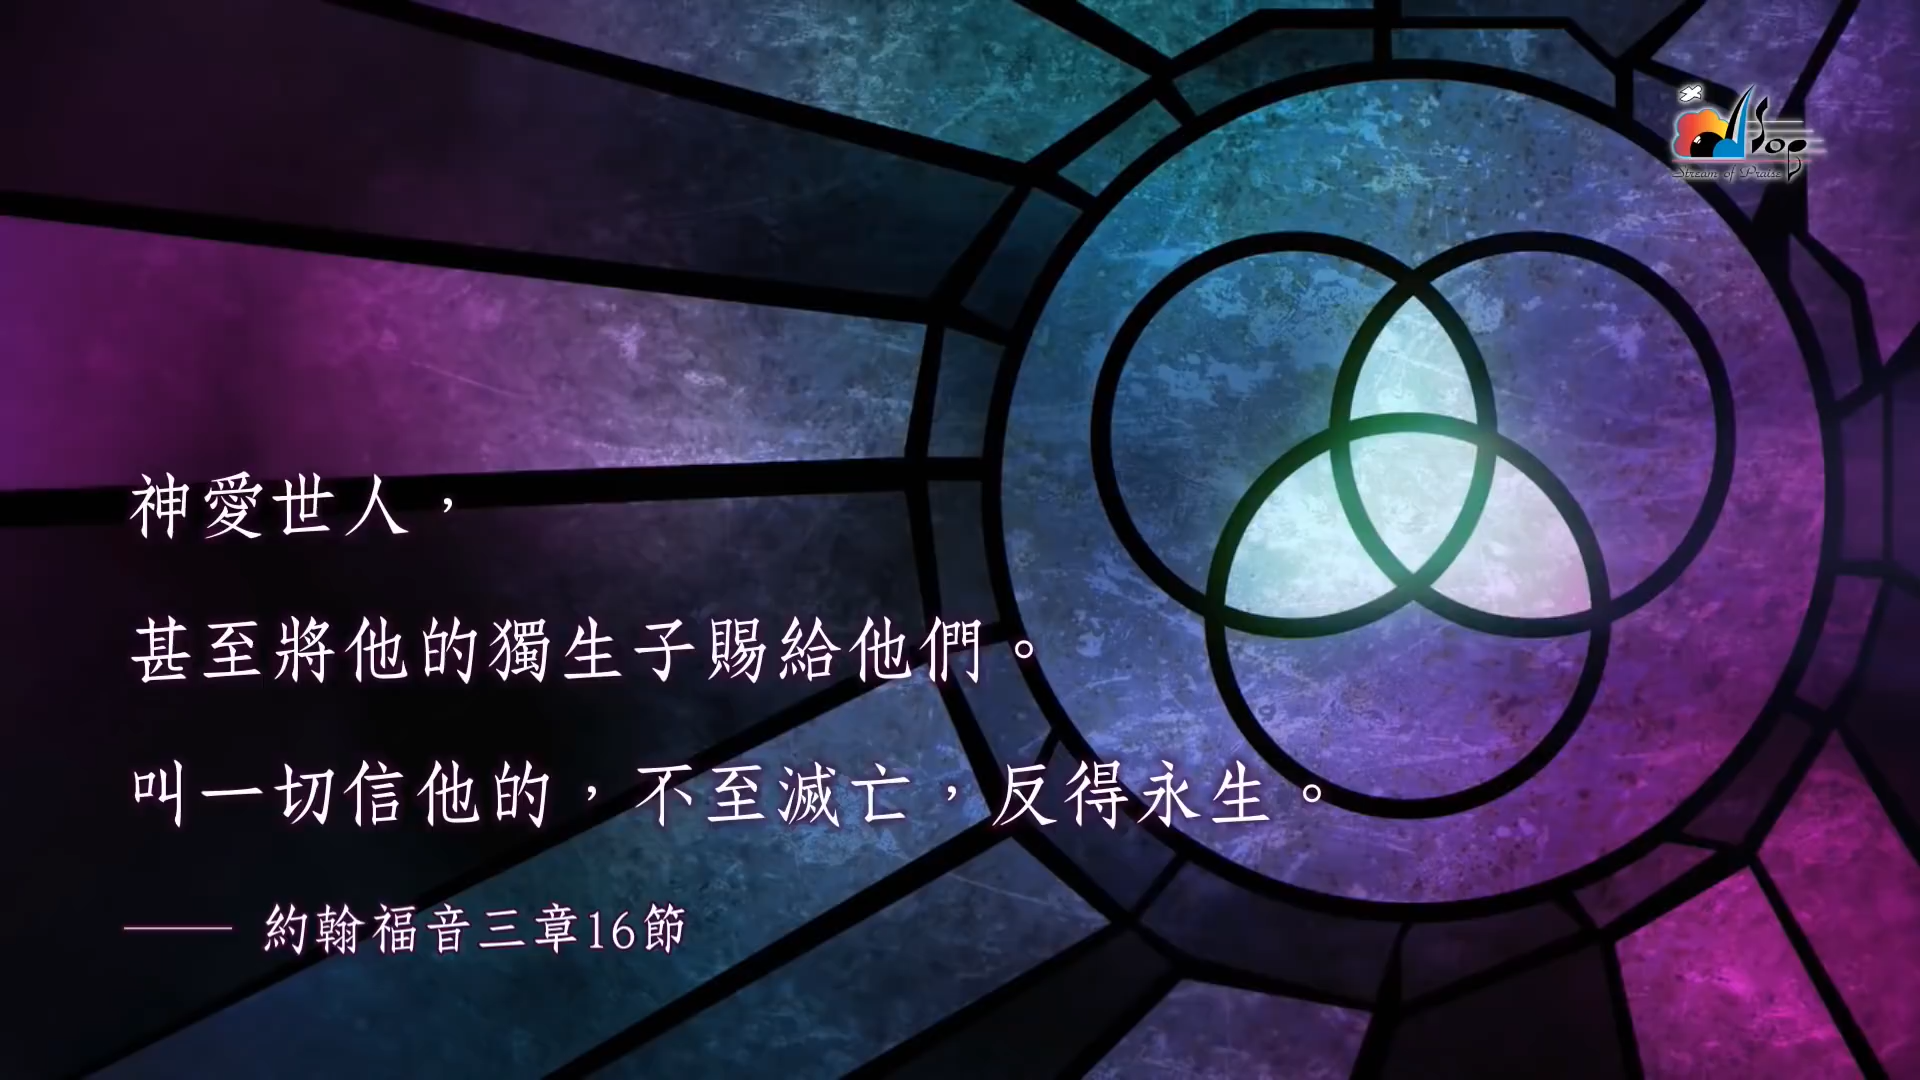 SOP
Stream of Praise
神愛世人，
甚至將他的獨生子賜給他們。
叫一切信他的，不至滅亡，反得永生。
—— 約翰福音三章16節